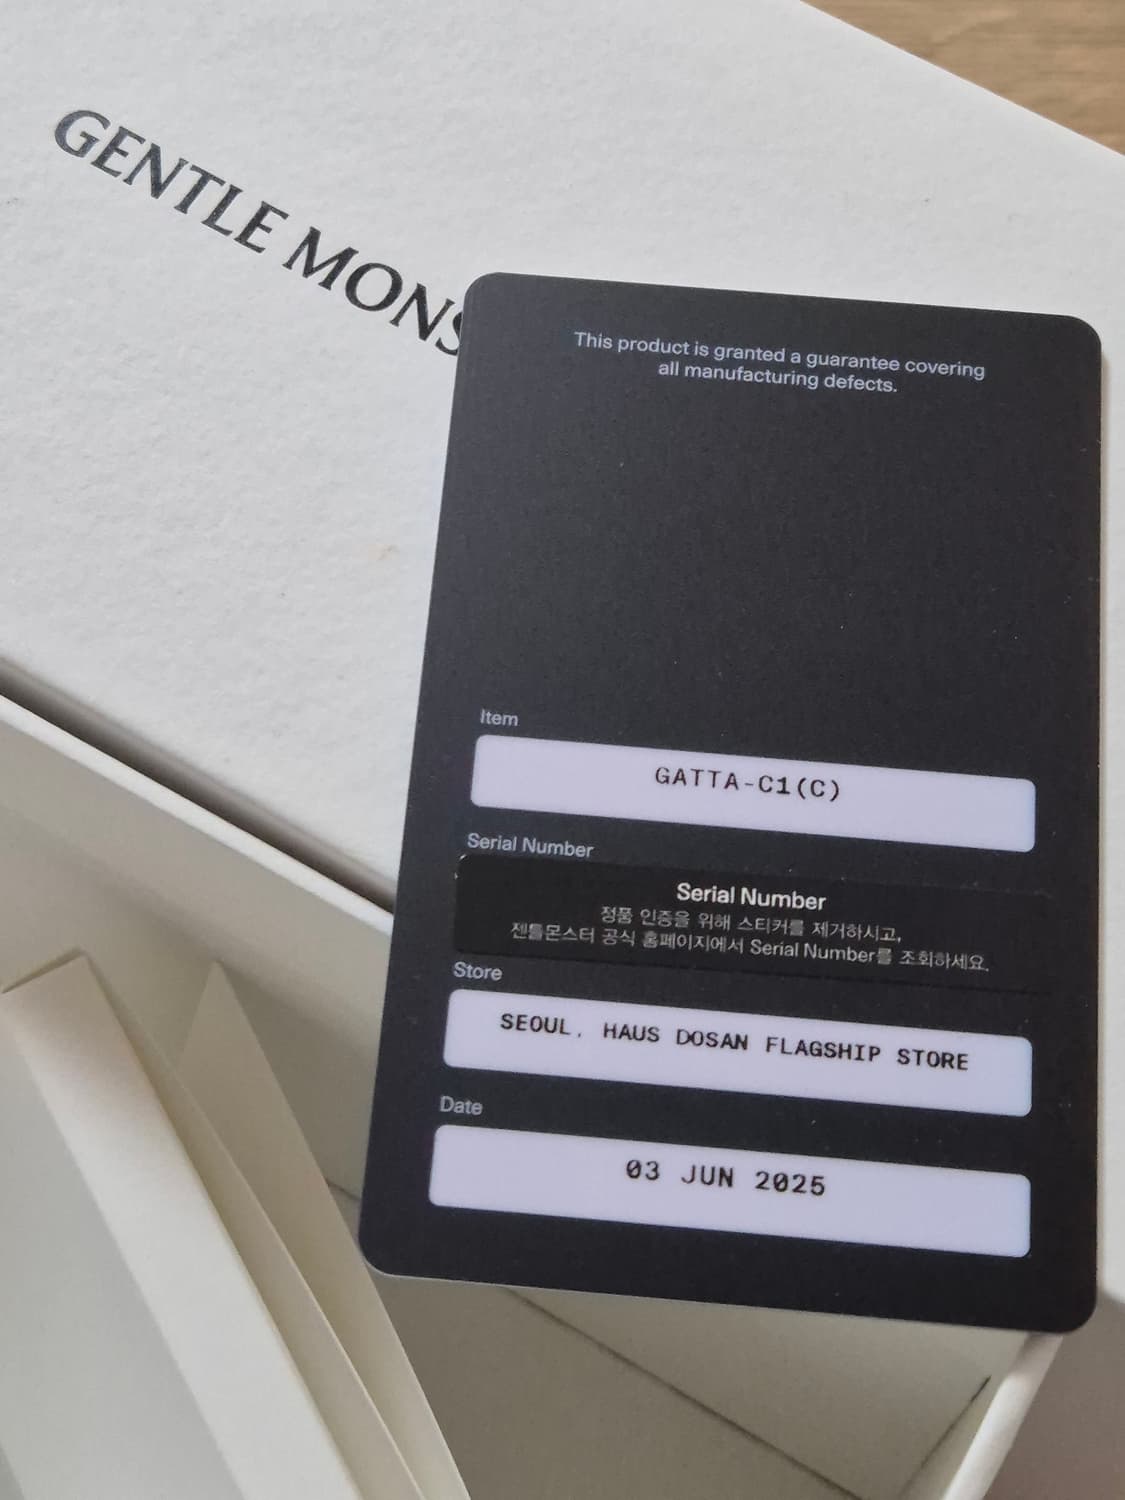 GENTLE MONS
This product is granted a guarantee covering
all manufacturing defects.
Item
GATTA-C1(C)
Serial Number
Serial Number
정품 인증을 위해 스티커를 제거하시고,
젠틀몬스터 공식 홈페이지에서 Serial Number를 조회하세요.
Store
SEOUL, HAUS DOSAN FLAGSHIP STORE
Date
03 JUN 2025